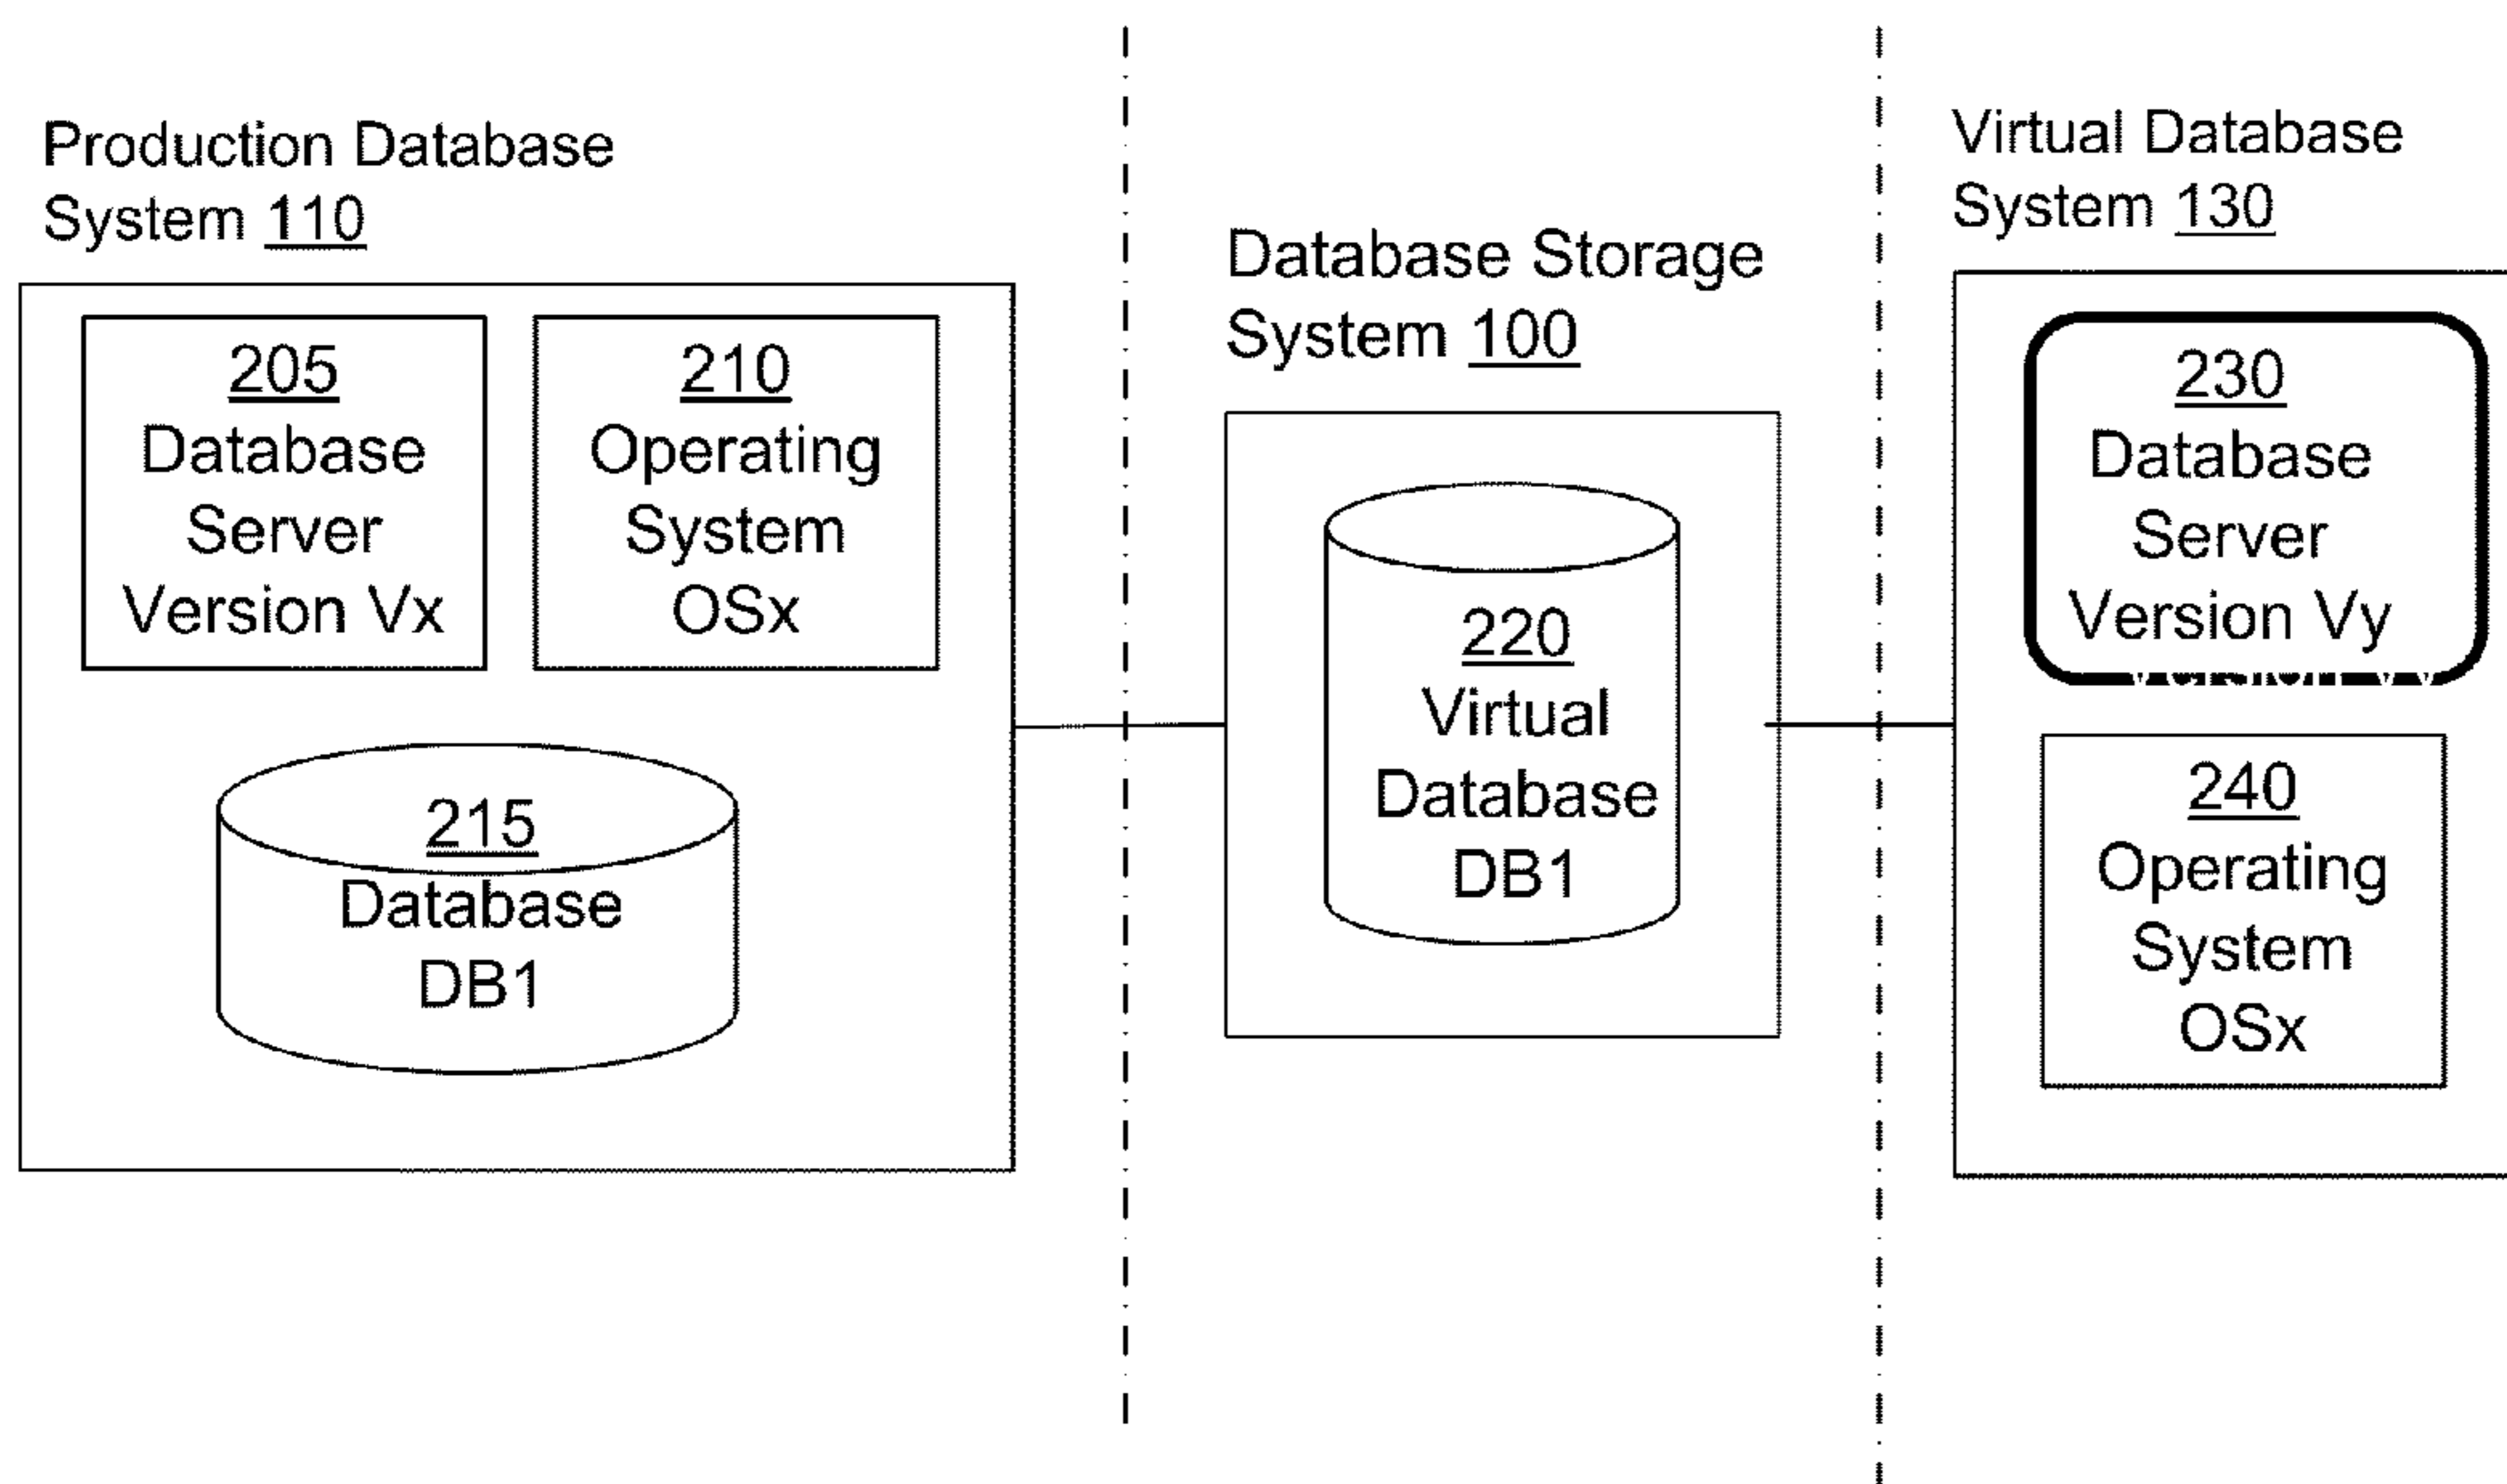 Production Database
System 110
205
Database
Server
Version Vx
210
Operating
System
OSx
215
Database
DB1
Database Storage
System 100
220
Virtual
Database
DB1
Virtual Database
System 130
230
Database
Server
Version Vy
240
Operating
System
OSx